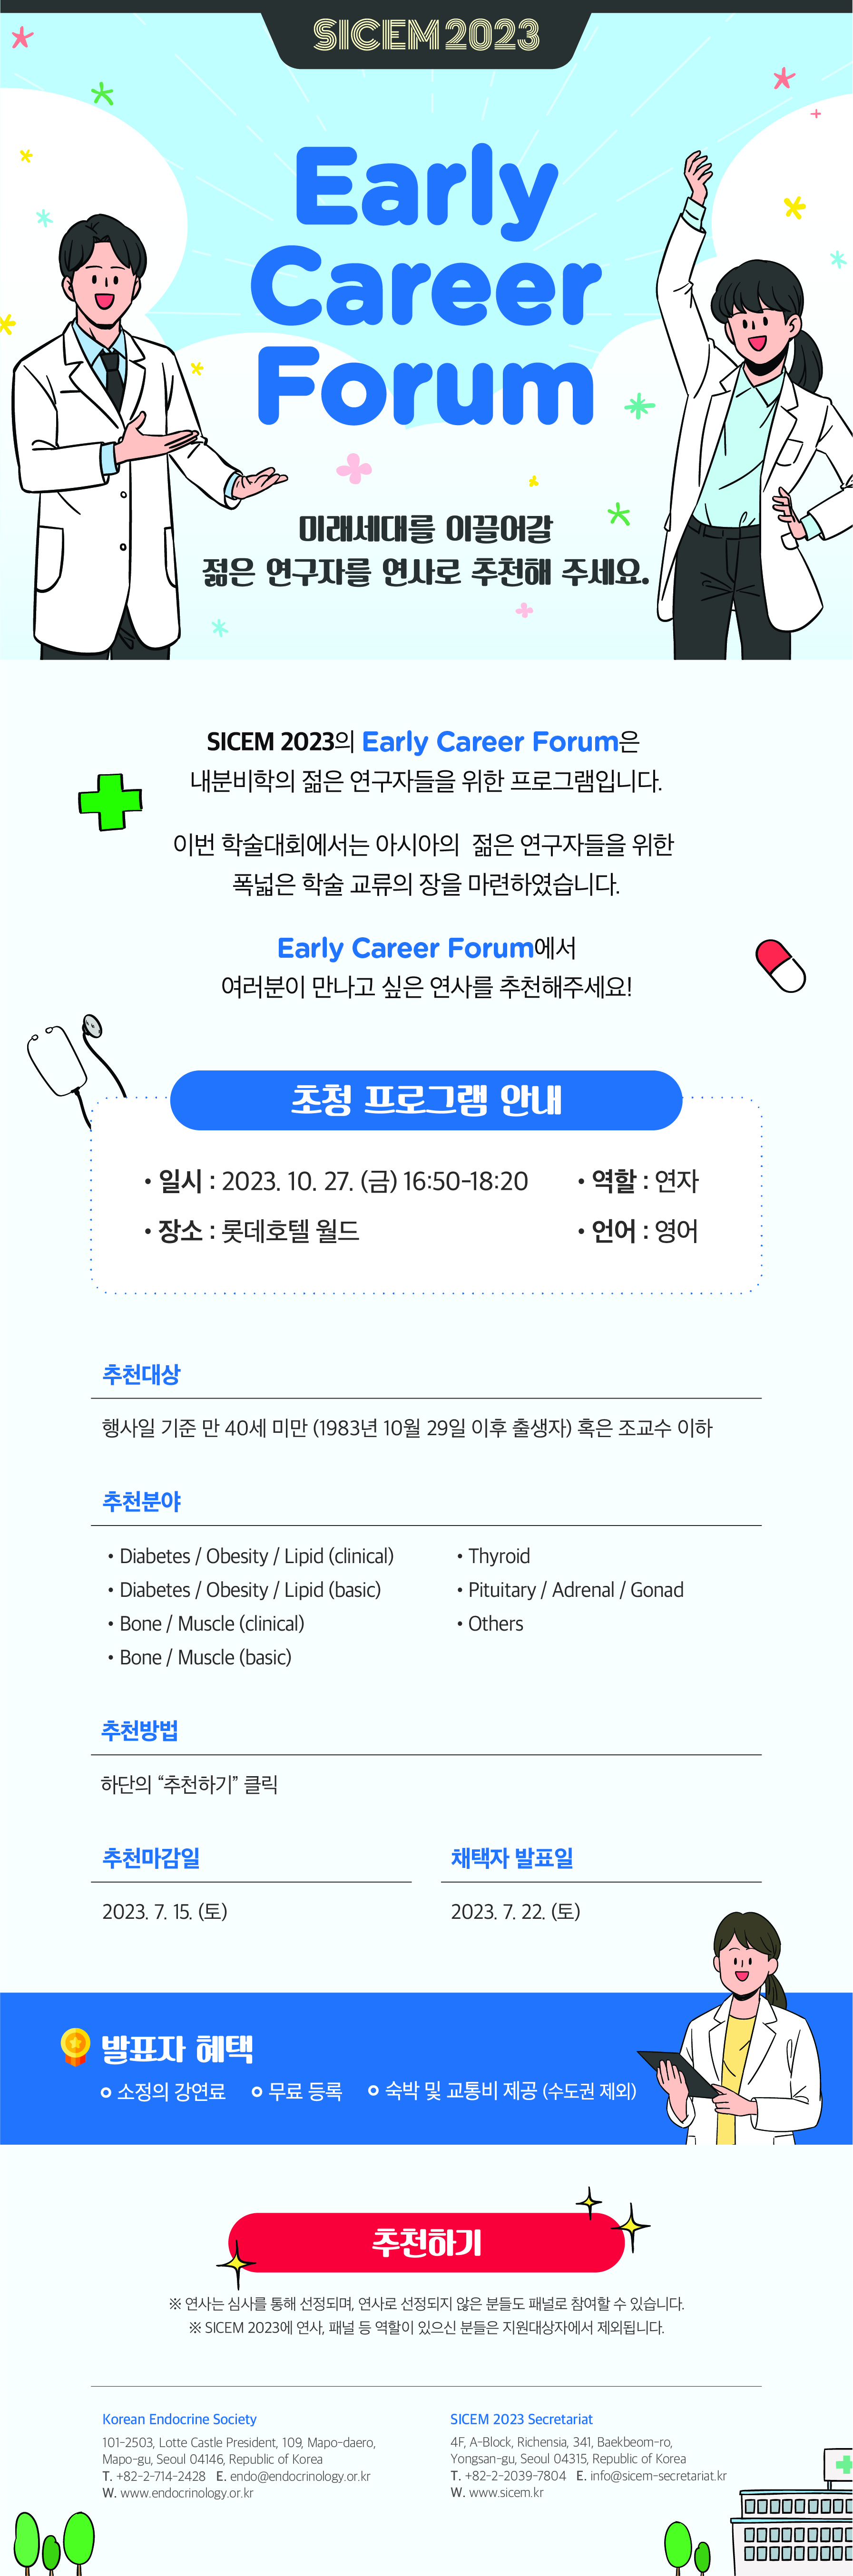 SICEM 2023
Early
Career
Forum
미래세대를 이끌어갈
젊은 연구자를 연사로 추천해 주세요.
SICEM 2023의 Early Career Forum은
내분비학의 젊은 연구자들을 위한 프로그램입니다.
이번 학술대회에서는 아시아의 젊은 연구자들을 위한
폭넓은 학술 교류의 장을 마련하였습니다.
Early Career Forum에서
여러분이 만나고 싶은 연사를 추천해주세요!
초청 프로그램 안내
• 일시 : 2023. 10. 27. (금) 16:50-18:20
• 역할 : 연자
• 장소 : 롯데호텔 월드
• 언어 : 영어
추천대상
행사일 기준 만 40세 미만 (1983년 10월 29일 이후 출생자) 혹은 조교수 이하
추천분야
• Diabetes / Obesity / Lipid (clinical)
• Diabetes / Obesity / Lipid (basic)
• Bone / Muscle (clinical)
• Bone / Muscle (basic)
• Thyroid
• Pituitary / Adrenal / Gonad
• Others
추천방법
하단의 “추천하기” 클릭
추천마감일
2023. 7. 15. (토)
채택자 발표일
2023. 7. 22. (토)
발표자 혜택
소정의 강연료
무료 등록
숙박 및 교통비 제공 (수도권 제외)
추천하기
※ 연사는 심사를 통해 선정되며, 연사로 선정되지 않은 분들도 패널로 참여할 수 있습니다.
※ SICEM 2023에 연사, 패널 등 역할이 있으신 분들은 지원대상자에서 제외됩니다.
Korean Endocrine Society
101-2503, Lotte Castle President, 109, Mapo-daero,
Mapo-gu, Seoul 04146, Republic of Korea
T. +82-2-714-2428 E. endo@endocrinology.or.kr
W. www.endocrinology.or.kr
SICEM 2023 Secretariat
4F, A-Block, Richensia, 341, Baekbeom-ro,
Yongsan-gu, Seoul 04315, Republic of Korea
T. +82-2-2039-7804 E. info@sicem-secretariat.kr
W. www.sicem.kr